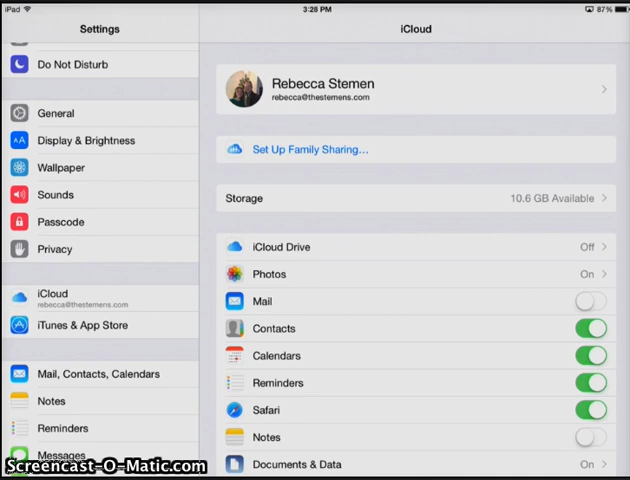 iPad
3:28 PM
87%
Settings
Do Not Disturb
General
AA Display & Brightness
Wallpaper
Sounds
Passcode
Privacy
iCloud
rebecca@thestemens.com
iTunes & App Store
Mail, Contacts, Calendars
Notes
Reminders
Messages
iCloud
Rebecca Stemen
rebecca@thestemens.com
Set Up Family Sharing...
Storage 10.6 GB Available
iCloud Drive Off
Photos On
Mail
Contacts
Calendars
Reminders
Safari
Notes
Documents & Data On
Screencast-O-Matic.com